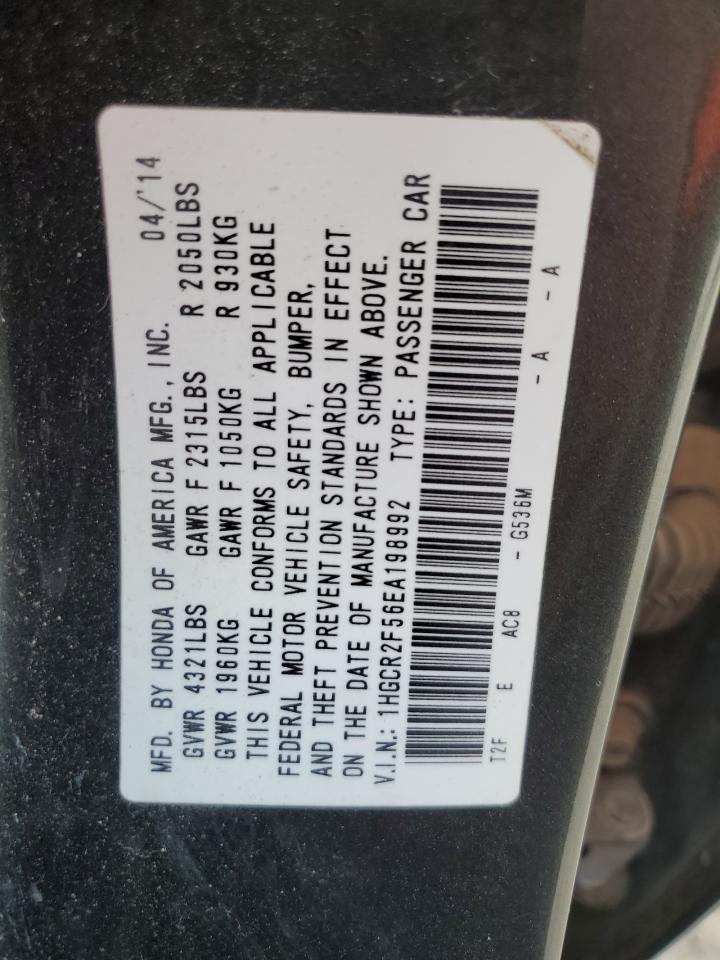 MFD. BY HONDA OF AMERICA MFG., INC. 04/'14
GVWR 4321LBS GAWR F 2315LBS R 2050LBS
GVWR 1960KG GAWR F 1050KG R 930KG
THIS VEHICLE CONFORMS TO ALL APPLICABLE
FEDERAL MOTOR VEHICLE SAFETY, BUMPER,
AND THEFT PREVENTION STANDARDS IN EFFECT
ON THE DATE OF MANUFACTURE SHOWN ABOVE.
V.I.N.: 1HGCR2F56EA198992 TYPE: PASSENGER CAR
T2F E AC8 - G536M - A - A